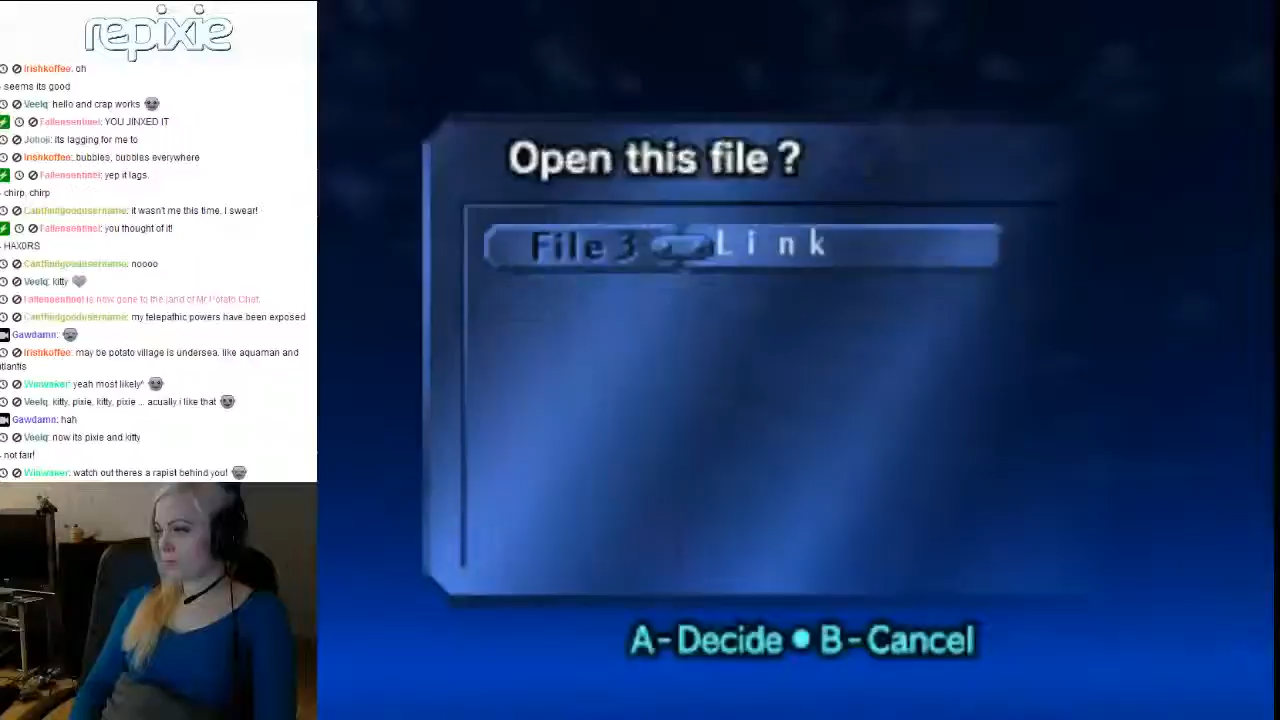 repixie
Irishkoffee: oh
seems its good
Veelq: hello and crap works
Fallensentinel: YOU JINXED IT
Johoji: its lagging for me to
Irishkoffee: bubbles, bubbles everywhere
Fallensentinel: yep it lags.
chirp, chirp
Cantfindgoodusername: it wasn't me this time, I swear!
Fallensentinel: you thought of it!
HAX0RS
Cantfindgoodusername: noooo
Veelq: kitty
Fallensentinel is now gone to the land of Mr Potato Chef.
Cantfindgoodusername: my telepathic powers have been exposed
Gawdamn:
Irishkoffee: may be potato village is undersea, like aquaman and
tlantis
Winwaker: yeah most likely^
Veelq: kitty, pixie, kitty, pixie ... acually i like that
Gawdamn: hah
Veelq: now its pixie and kitty
not fair!
Winwaker: watch out theres a rapist behind you!
Open this file ?
File 3 Link
A-Decide • B-Cancel